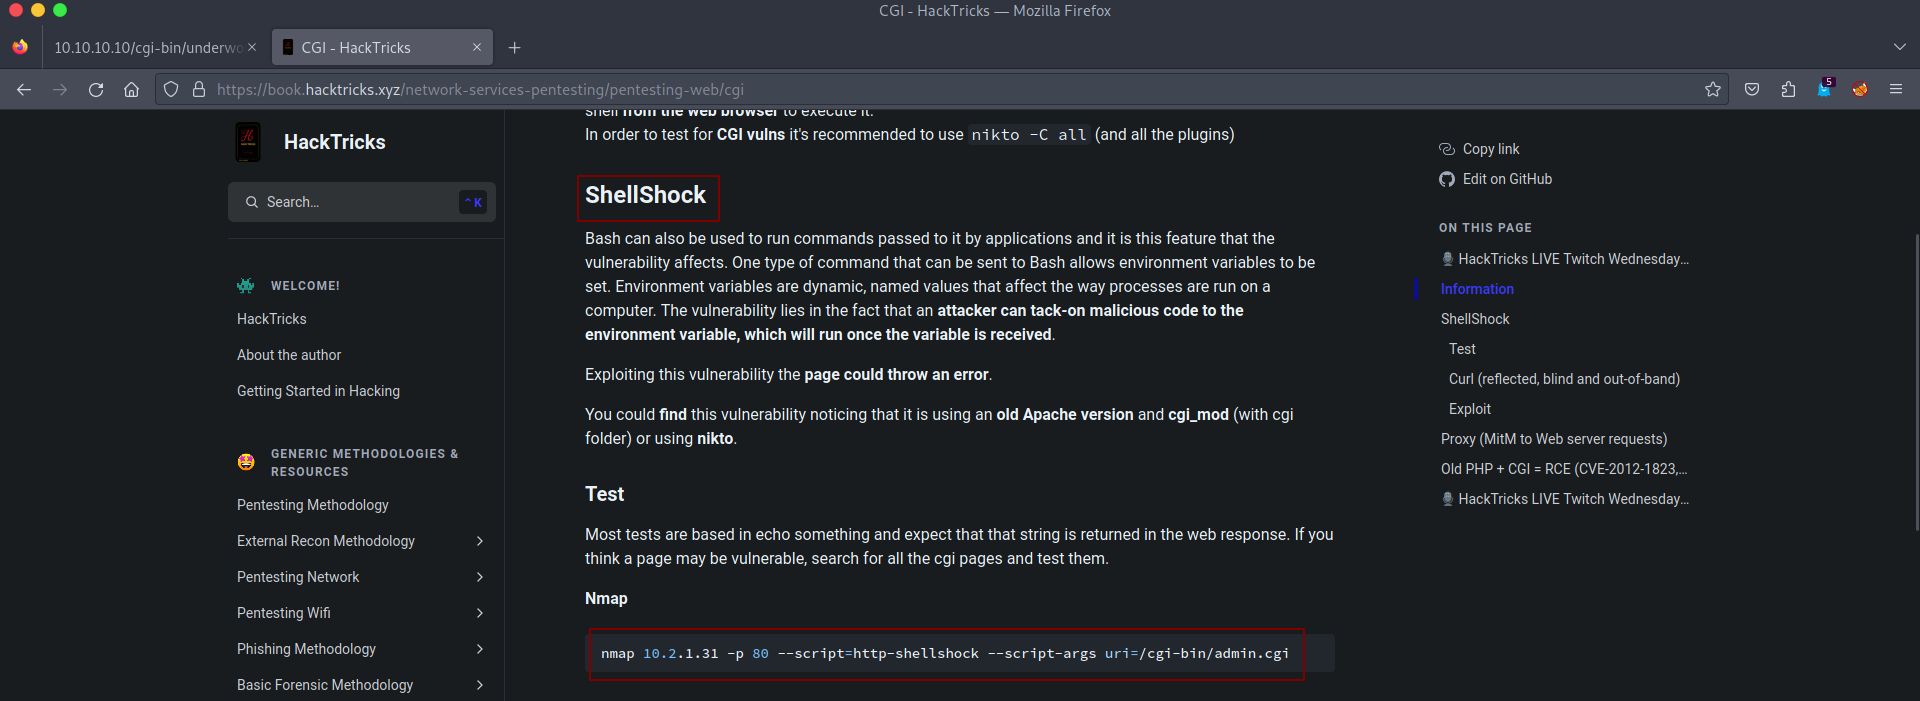 CGI - HackTricks — Mozilla Firefox
10.10.10.10/cgi-bin/underwo
CGI - HackTricks
https://book.hacktricks.xyz/network-services-pentesting/pentesting-web/cgi
5
HackTricks
Search...
^ K
WELCOME!
HackTricks
About the author
Getting Started in Hacking
GENERIC METHODOLOGIES &
RESOURCES
Pentesting Methodology
External Recon Methodology
Pentesting Network
Pentesting Wifi
Phishing Methodology
Basic Forensic Methodology
shell from the web browser to execute it.
In order to test for CGI vulns it's recommended to use nikto -C all (and all the plugins)
ShellShock
Bash can also be used to run commands passed to it by applications and it is this feature that the
vulnerability affects. One type of command that can be sent to Bash allows environment variables to be
set. Environment variables are dynamic, named values that affect the way processes are run on a
computer. The vulnerability lies in the fact that an attacker can tack-on malicious code to the
environment variable, which will run once the variable is received.
Exploiting this vulnerability the page could throw an error.
You could find this vulnerability noticing that it is using an old Apache version and cgi_mod (with cgi
folder) or using nikto.
Test
Most tests are based in echo something and expect that that string is returned in the web response. If you
think a page may be vulnerable, search for all the cgi pages and test them.
Nmap
nmap 10.2.1.31 -p 80 --script=http-shellshock --script-args uri=/cgi-bin/admin.cgi
Copy link
Edit on GitHub
ON THIS PAGE
HackTricks LIVE Twitch Wednesday...
Information
ShellShock
Test
Curl (reflected, blind and out-of-band)
Exploit
Proxy (MitM to Web server requests)
Old PHP + CGI = RCE (CVE-2012-1823,...
HackTricks LIVE Twitch Wednesday...